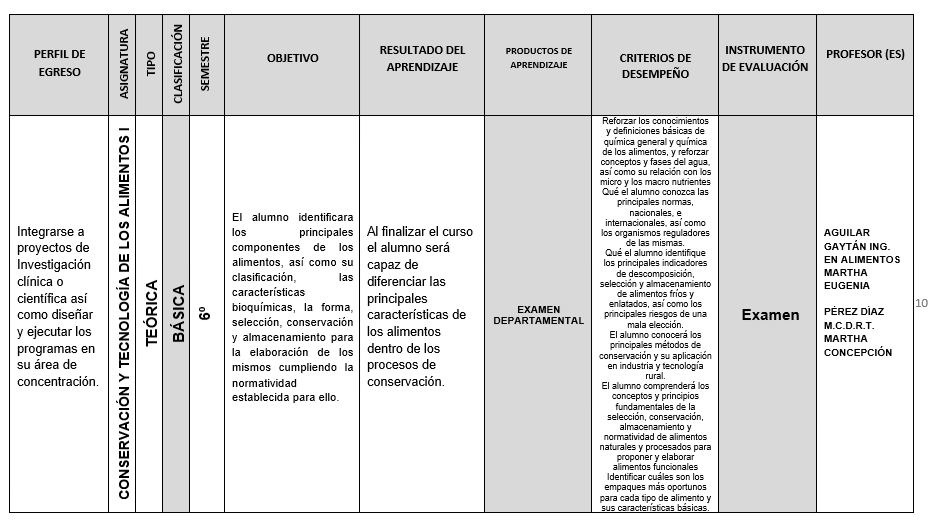 PERFIL DE
EGRESO
ASIGNATURA
TIPO
CLASIFICACIÓN
SEMESTRE
OBJETIVO
RESULTADO DEL
APRENDIZAJE
PRODUCTOS DE
APRENDIZAJE
CRITERIOS DE
DESEMPEÑO
INSTRUMENTO
DE EVALUACIÓN
PROFESOR (ES)
Integrarse a
proyectos de
Investigación
clínica o
científica así
como diseñar
y ejecutar los
programas en
su área de
concentración.
CONSERVACIÓN Y TECNOLOGÍA DE LOS ALIMENTOS I
TEÓRICA
BÁSICA
6º
El alumno identificara
los principales
componentes de los
alimentos, así como su
clasificación, las
características
bioquímicas, la forma,
selección, conservación
y almacenamiento para
la elaboración de los
mismos cumpliendo la
normatividad
establecida para ello.
Al finalizar el curso
el alumno será
capaz de
diferenciar las
principales
características de
los alimentos
dentro de los
procesos de
conservación.
EXAMEN
DEPARTAMENTAL
Reforzar los conocimientos
y definiciones básicas de
química general y química
de los alimentos, y reforzar
conceptos y fases del agua,
así como su relación con los
micro y los macro nutrientes
Qué el alumno conozca las
principales normas,
nacionales, e
internacionales, así como
los organismos reguladores
de las mismas.
Qué el alumno identifique
los principales indicadores
de descomposición,
selección y almacenamiento
de alimentos fríos y
enlatados, así como los
principales riesgos de una
mala elección.
El alumno conocerá los
principales métodos de
conservación y su aplicación
en industria y tecnología
rural.
El alumno comprenderá los
conceptos y principios
fundamentales de la
selección, conservación,
almacenamiento y
normatividad de alimentos
naturales y procesados para
proponer y elaborar
alimentos funcionales
Identificar cuáles son los
empaques más oportunos
para cada tipo de alimento y
sus características básicas.
Examen
AGUILAR
GAYTÁN ING.
EN ALIMENTOS
MARTHA
EUGENIA
PÉREZ DÌAZ
M.C.D.R.T.
MARTHA
CONCEPCIÓN
10